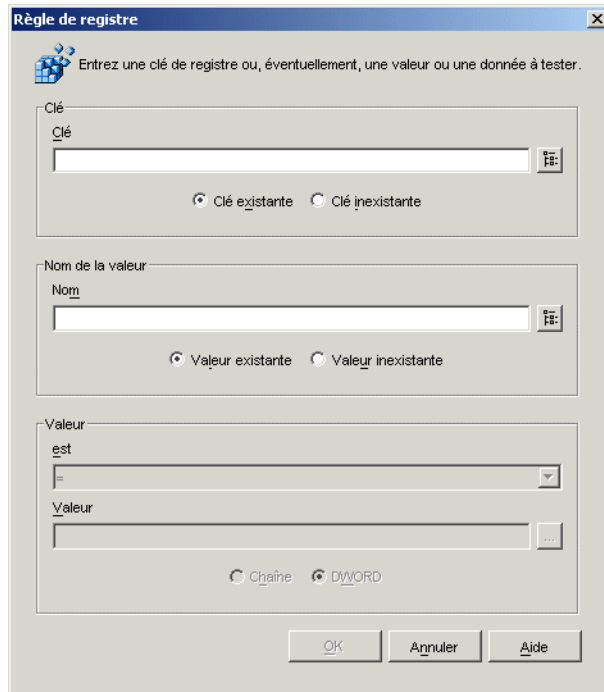 Règle de registre
Entrez une clé de registre ou, éventuellement, une valeur ou une donnée à tester.
Clé
Clé
Clé existante Clé inexistante
Nom de la valeur
Nom
Valeur existante Valeur inexistante
Valeur
est
=
Valeur
...
Chaîne DWORD
OK Annuler Aide